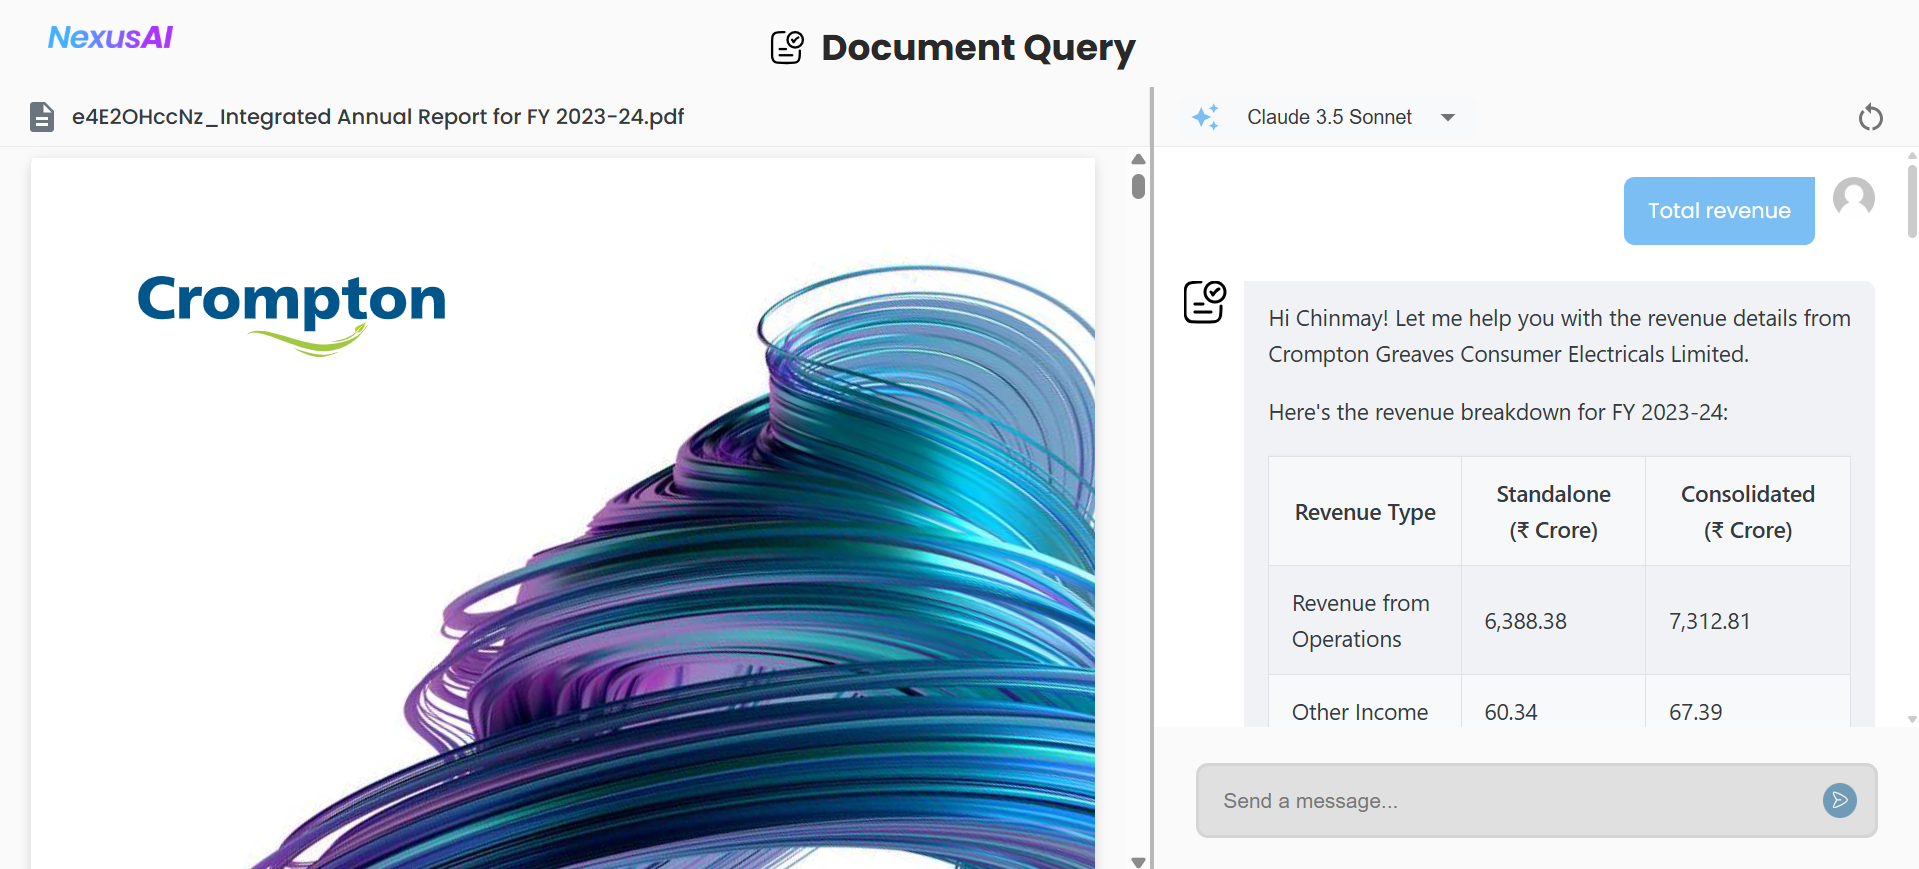 NexusAI
Document Query
e4E2OHccNz_Integrated Annual Report for FY 2023-24.pdf
Claude 3.5 Sonnet
Crompton
Total revenue
Hi Chinmay! Let me help you with the revenue details from
Crompton Greaves Consumer Electricals Limited.
Here's the revenue breakdown for FY 2023-24:
Revenue Type
Standalone
(₹ Crore)
Consolidated
(₹ Crore)
Revenue from
Operations
6,388.38
7,312.81
Other Income
60.34
67.39
Send a message...